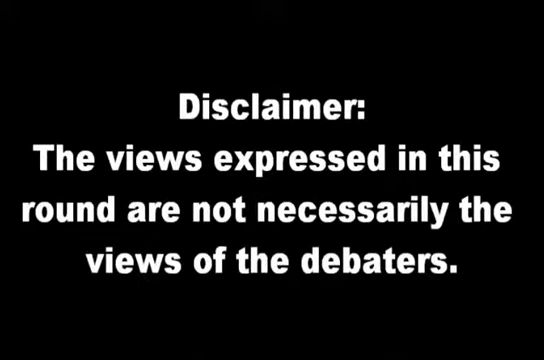 Disclaimer:
The views expressed in this
round are not necessarily the
views of the debaters.